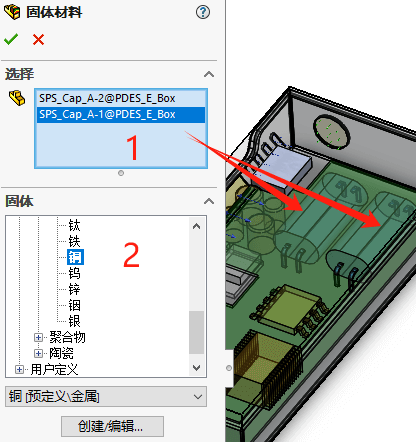 固体材料
选择
SPS_Cap_A-2@PDES_E_Box
SPS_Cap_A-1@PDES_E_Box
1
固体
钛
铁
铜
钨
锌
铟
银
聚合物
陶瓷
用户定义
2
铜 [预定义\金属]
创建/编辑...